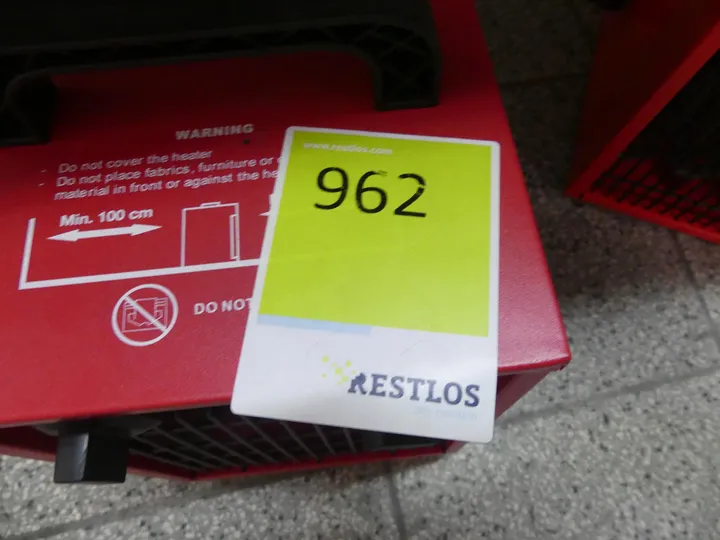 WARNING
- Do not cover the heater
- Do not place fabrics, furniture or
material in front or against the
Min. 100 cm
DO NOT
www.restlos.com
962
RESTLOS